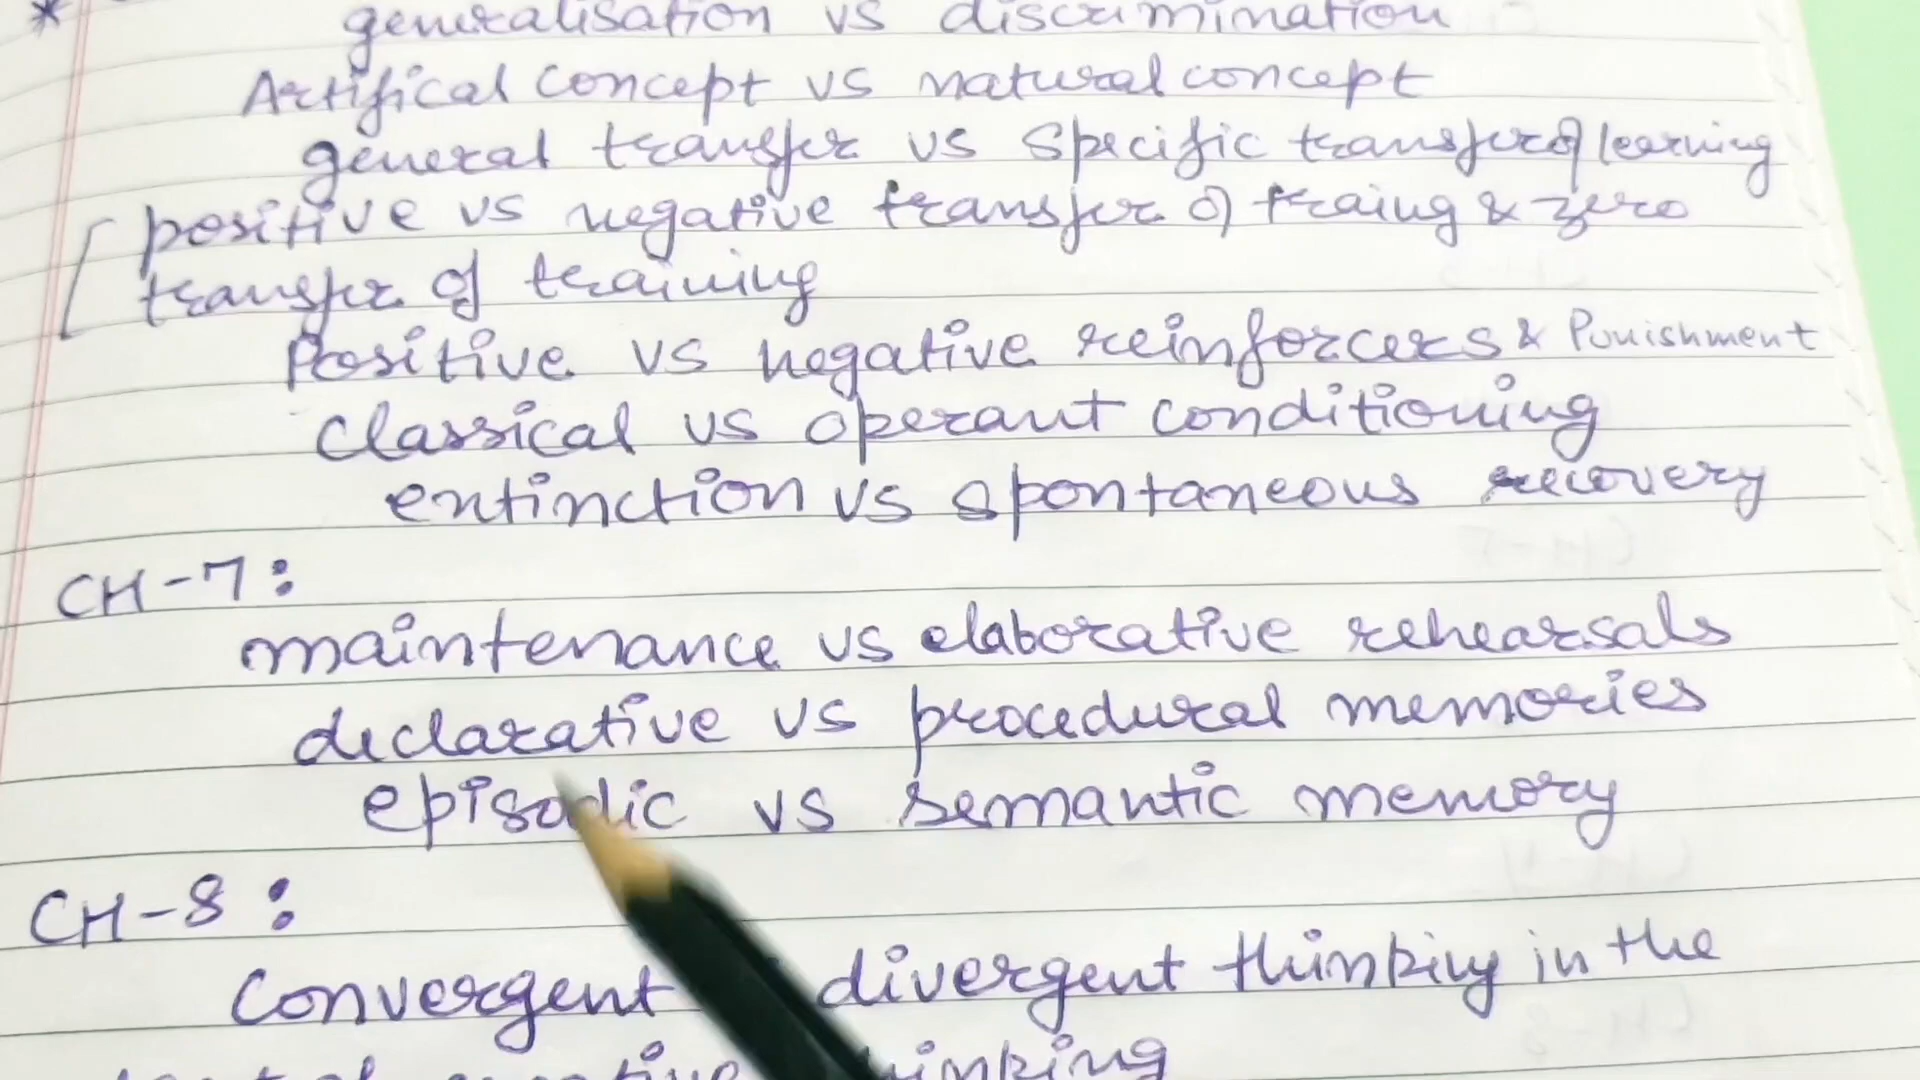 * generalisation vs discrimination
Artifical concept vs natural concept
general transfer vs specific transfer of learning
positive vs negative transfer of traiug & zero
transfer of training
Positive vs negative reinforcers & Punishment
Classical vs operant conditioning
extinction vs spontaneous recovery
CH-7:
maintenance vs elaborative rehearsals
declarative vs procedural memories
episodic vs semantic memory
CH-8:
Convergent divergent thinking in the
thinking